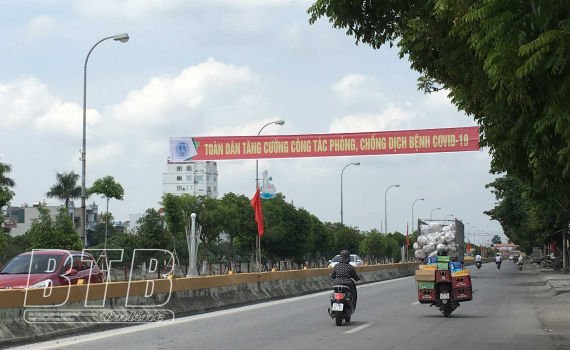 TOÀN DÂN TĂNG CƯỜNG CÔNG TÁC PHÒNG, CHỐNG DỊCH BỆNH COVID-19
BTB